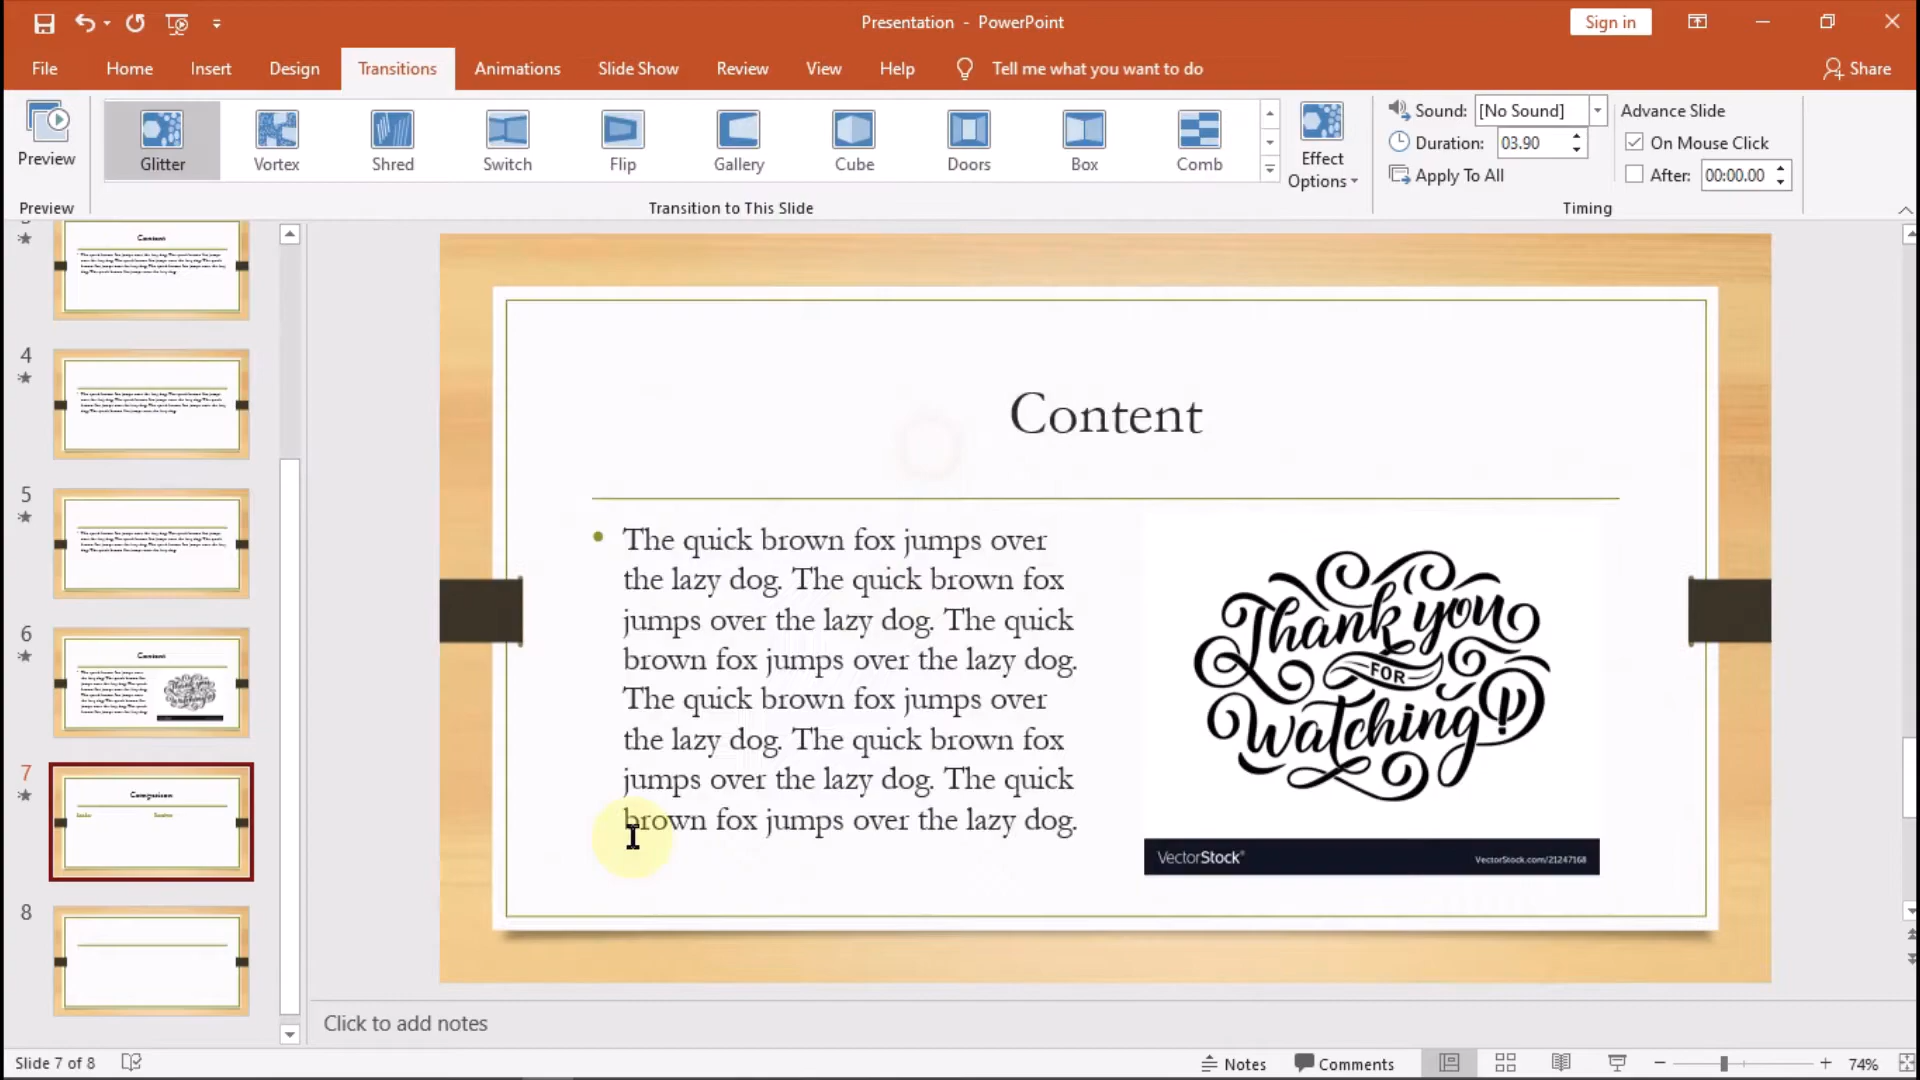 Presentation - PowerPoint
Sign in
File Home Insert Design Transitions Animations Slide Show Review View Help Tell me what you want to do Share
Preview
Glitter Vortex Shred Switch Flip Gallery Cube Doors Box Comb
Effect Options
Sound: [No Sound]
Duration: 03.90
Apply To All
Advance Slide
On Mouse Click
After: 00:00.00
Preview
Transition to This Slide
Timing
Content
4
5
6
Content
7
Comparison
8
Content
• The quick brown fox jumps over
the lazy dog. The quick brown fox
jumps over the lazy dog. The quick
brown fox jumps over the lazy dog.
The quick brown fox jumps over
the lazy dog. The quick brown fox
jumps over the lazy dog. The quick
brown fox jumps over the lazy dog.
Thank you
FOR
Watching!
VectorStock®
VectorStock.com/21247168
Click to add notes
Slide 7 of 8
Notes
Comments
74%